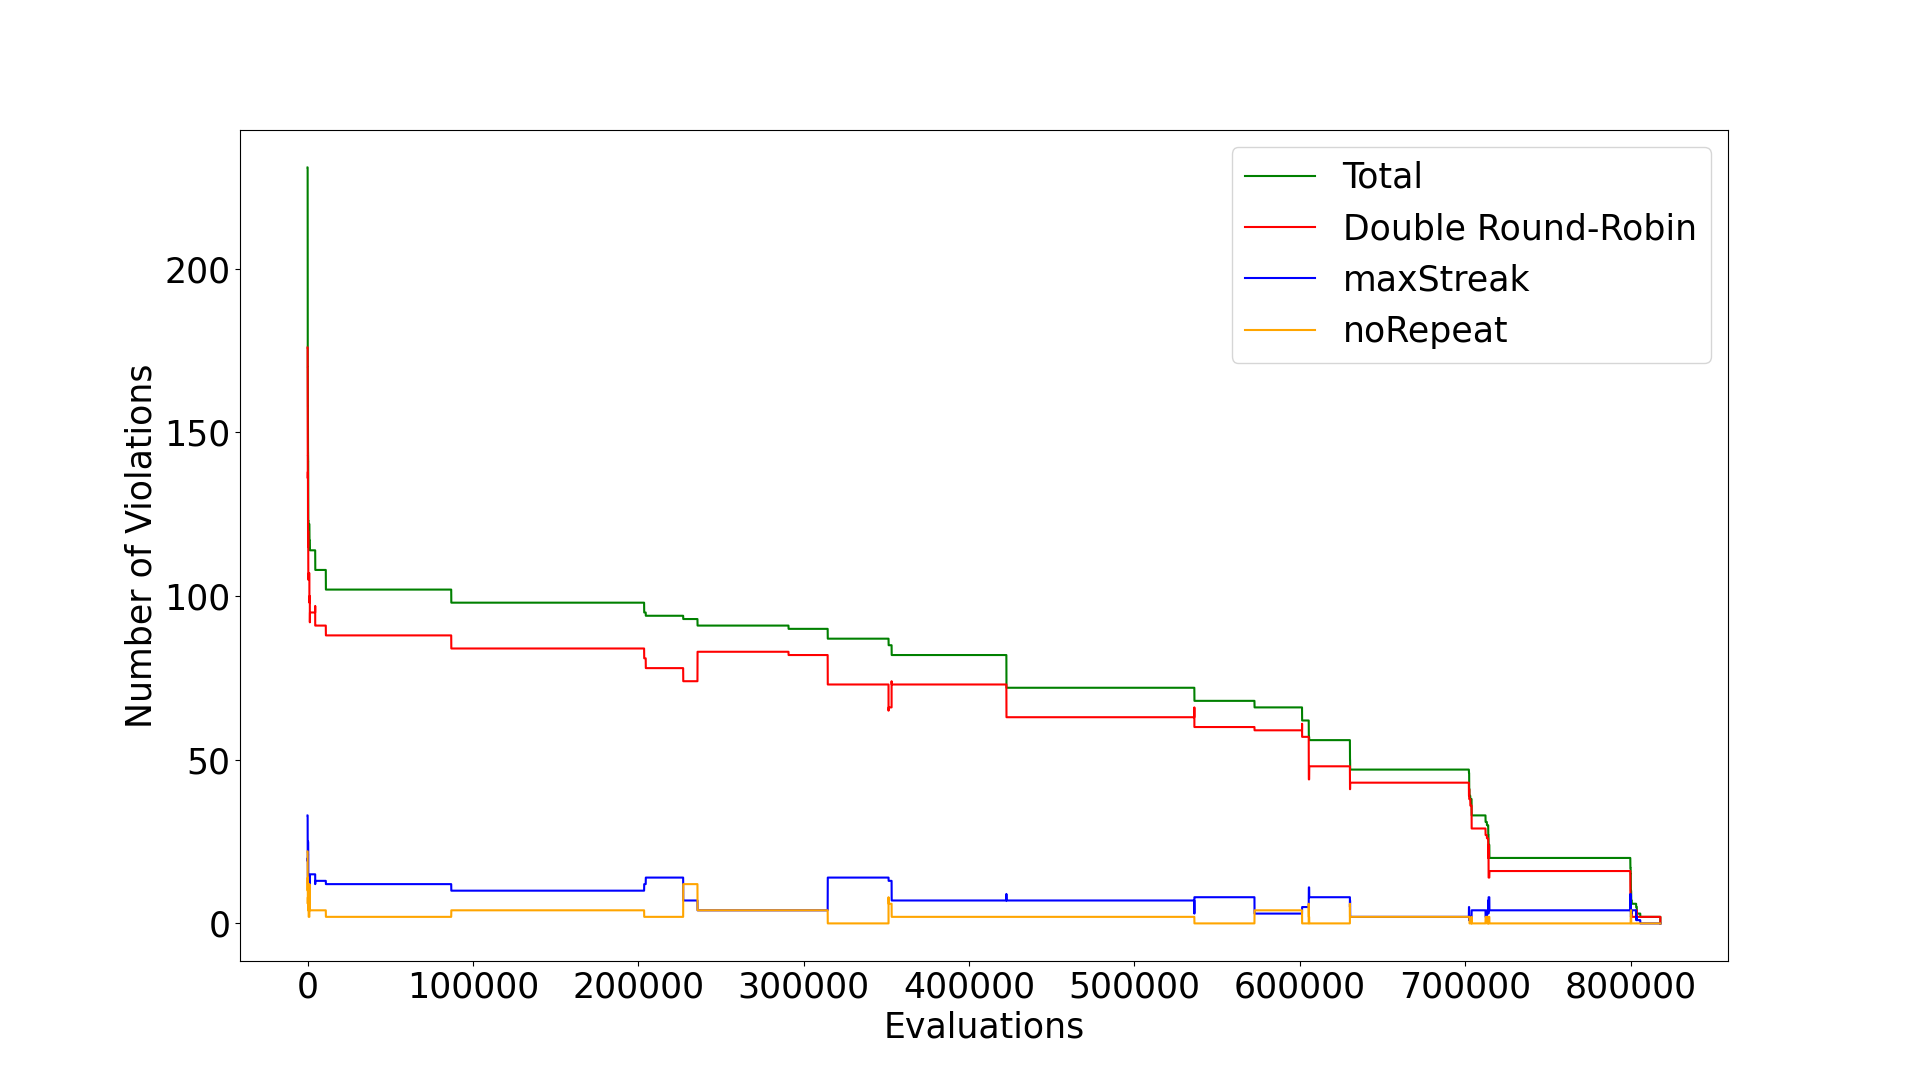 Total
Double Round-Robin
maxStreak
noRepeat
Number of Violations
200
150
100
50
0
0 100000 200000 300000 400000 500000 600000 700000 800000
Evaluations